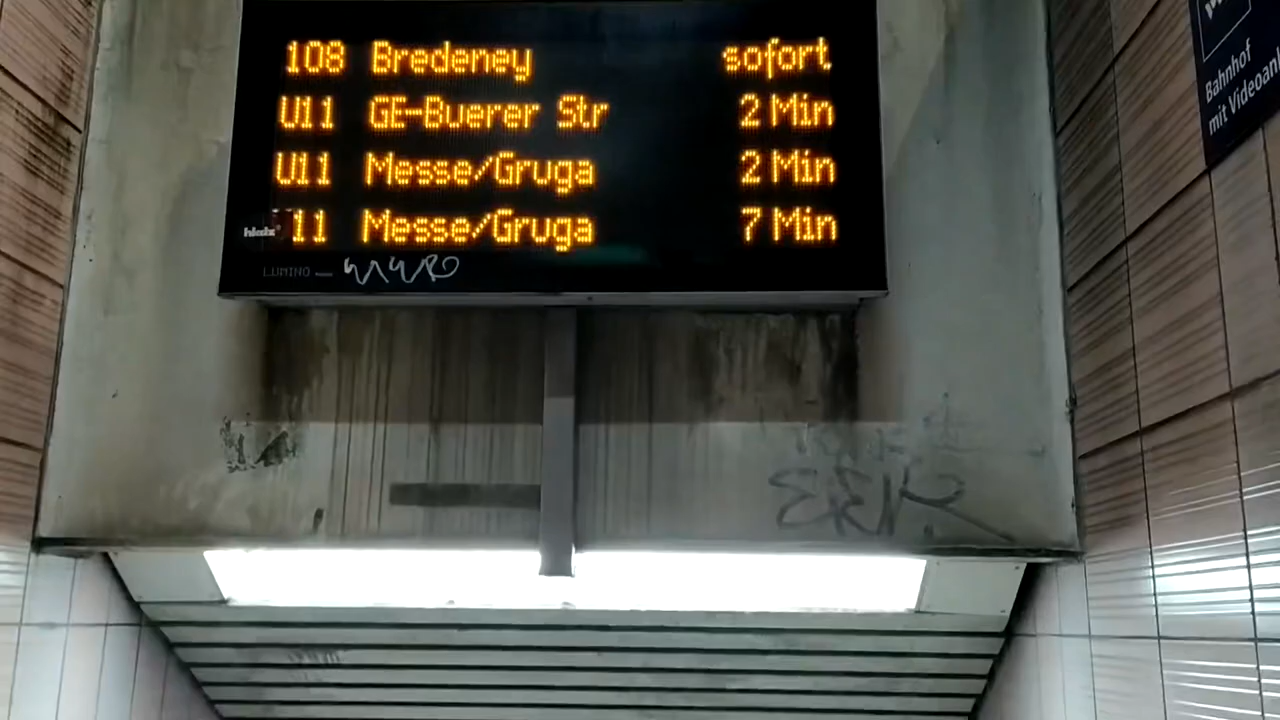 108 Bredeney sofort
U11 GE-Buerer Str 2 Min
U11 Messe/Gruga 2 Min
11 Messe/Gruga 7 Min
LUMINO
Bahnhof
mit Videoan